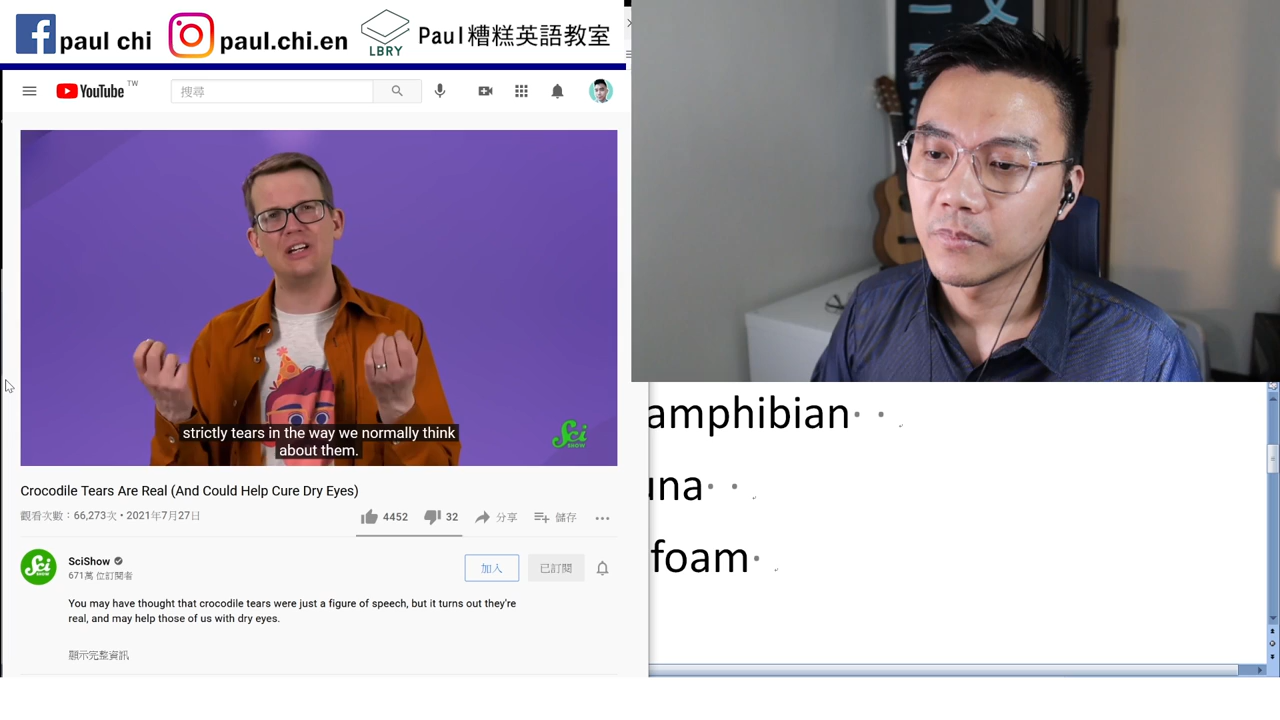 paul chi
paul.chi.en
LBRY
Paul糟糕英語教室
YouTube TW
搜尋
strictly tears in the way we normally think
about them.
Sci
SHOW
Crocodile Tears Are Real (And Could Help Cure Dry Eyes)
觀看次數：66,273次 • 2021年7月27日
4452
32
分享
儲存
SciShow
671萬 位訂閱者
加入
已訂閱
You may have thought that crocodile tears were just a figure of speech, but it turns out they're
real, and may help those of us with dry eyes.
顯示完整資訊
amphibian
una
foam